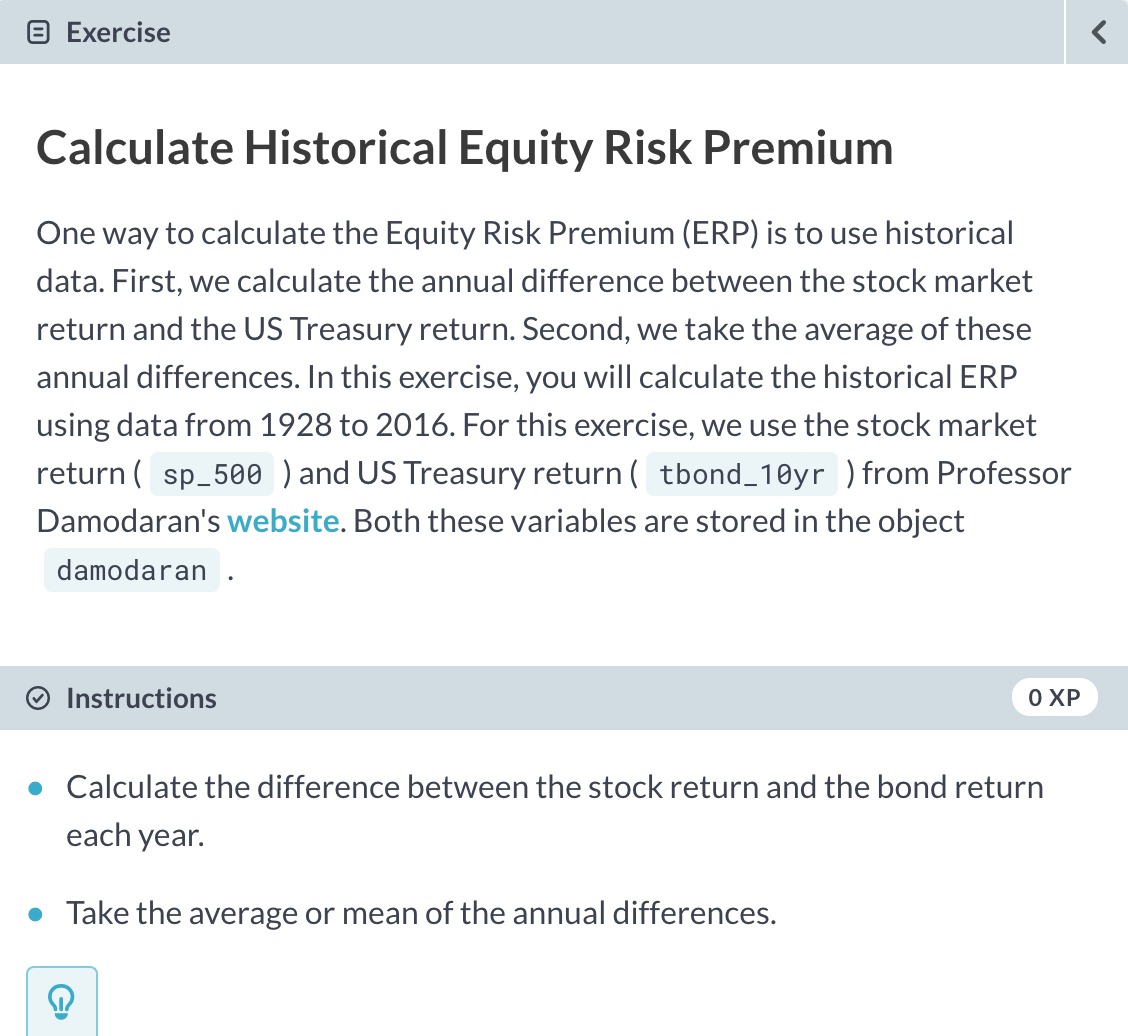 Exercise
Calculate Historical Equity Risk Premium
One way to calculate the Equity Risk Premium (ERP) is to use historical
data. First, we calculate the annual difference between the stock market
return and the US Treasury return. Second, we take the average of these
annual differences. In this exercise, you will calculate the historical ERP
using data from 1928 to 2016. For this exercise, we use the stock market
return ( sp_500 ) and US Treasury return ( tbond_10yr ) from Professor
Damodaran's website. Both these variables are stored in the object
damodaran .
Instructions
0 XP
Calculate the difference between the stock return and the bond return
each year.
Take the average or mean of the annual differences.